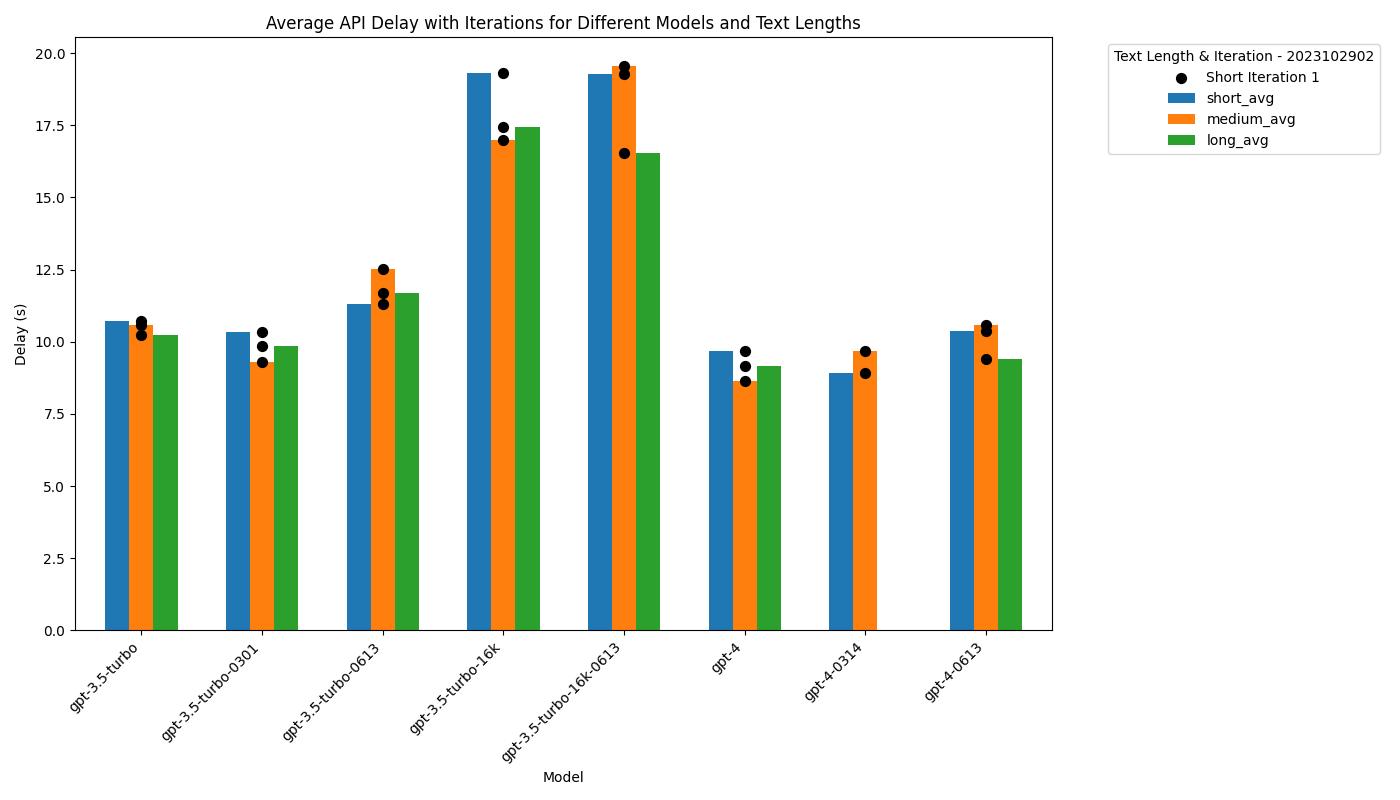 Average API Delay with Iterations for Different Models and Text Lengths
Text Length & Iteration - 2023102902
Short Iteration 1
short_avg
medium_avg
long_avg
Delay (s)
20.0
17.5
15.0
12.5
10.0
7.5
5.0
2.5
0.0
gpt-3.5-turbo
gpt-3.5-turbo-0301
gpt-3.5-turbo-0613
gpt-3.5-turbo-16k
gpt-3.5-turbo-16k-0613
gpt-4
gpt-4-0314
gpt-4-0613
Model